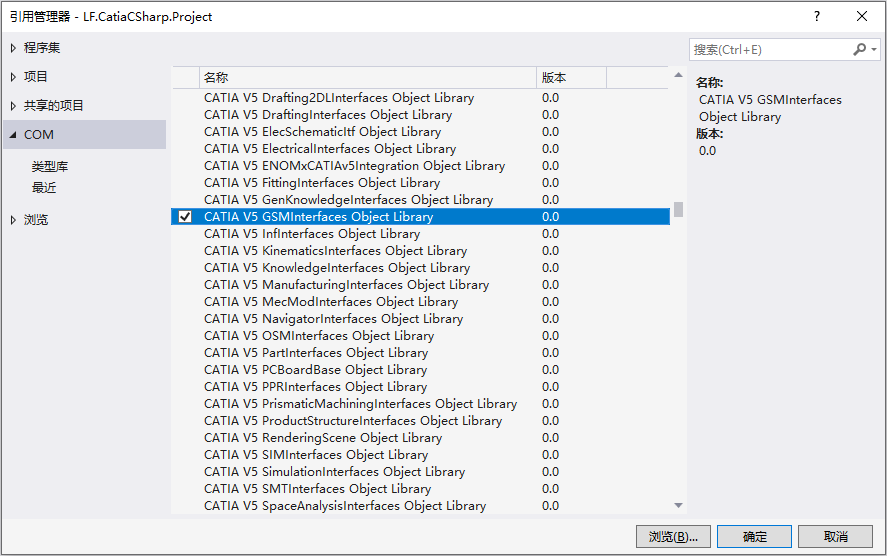 引用管理器 - LF.CatiaCSharp.Project
?
程序集
项目
共享的项目
COM
类型库
最近
浏览
名称 版本
CATIA V5 Drafting2DLInterfaces Object Library 0.0
CATIA V5 DraftingInterfaces Object Library 0.0
CATIA V5 ElecSchematicItf Object Library 0.0
CATIA V5 ElectricalInterfaces Object Library 0.0
CATIA V5 ENOMxCATIAv5Integration Object Library 0.0
CATIA V5 FittingInterfaces Object Library 0.0
CATIA V5 GenKnowledgeInterfaces Object Library 0.0
CATIA V5 GSMInterfaces Object Library 0.0
CATIA V5 InfInterfaces Object Library 0.0
CATIA V5 KinematicsInterfaces Object Library 0.0
CATIA V5 KnowledgeInterfaces Object Library 0.0
CATIA V5 ManufacturingInterfaces Object Library 0.0
CATIA V5 MecModInterfaces Object Library 0.0
CATIA V5 NavigatorInterfaces Object Library 0.0
CATIA V5 OSMInterfaces Object Library 0.0
CATIA V5 PartInterfaces Object Library 0.0
CATIA V5 PCBoardBase Object Library 0.0
CATIA V5 PPRInterfaces Object Library 0.0
CATIA V5 PrismaticMachiningInterfaces Object Library 0.0
CATIA V5 ProductStructureInterfaces Object Library 0.0
CATIA V5 RenderingScene Object Library 0.0
CATIA V5 SIMInterfaces Object Library 0.0
CATIA V5 SimulationInterfaces Object Library 0.0
CATIA V5 SMTInterfaces Object Library 0.0
CATIA V5 SpaceAnalysisInterfaces Object Library 0.0
搜索(Ctrl+E)
名称:
CATIA V5 GSMInterfaces
Object Library
版本:
0.0
浏览(B)... 确定 取消